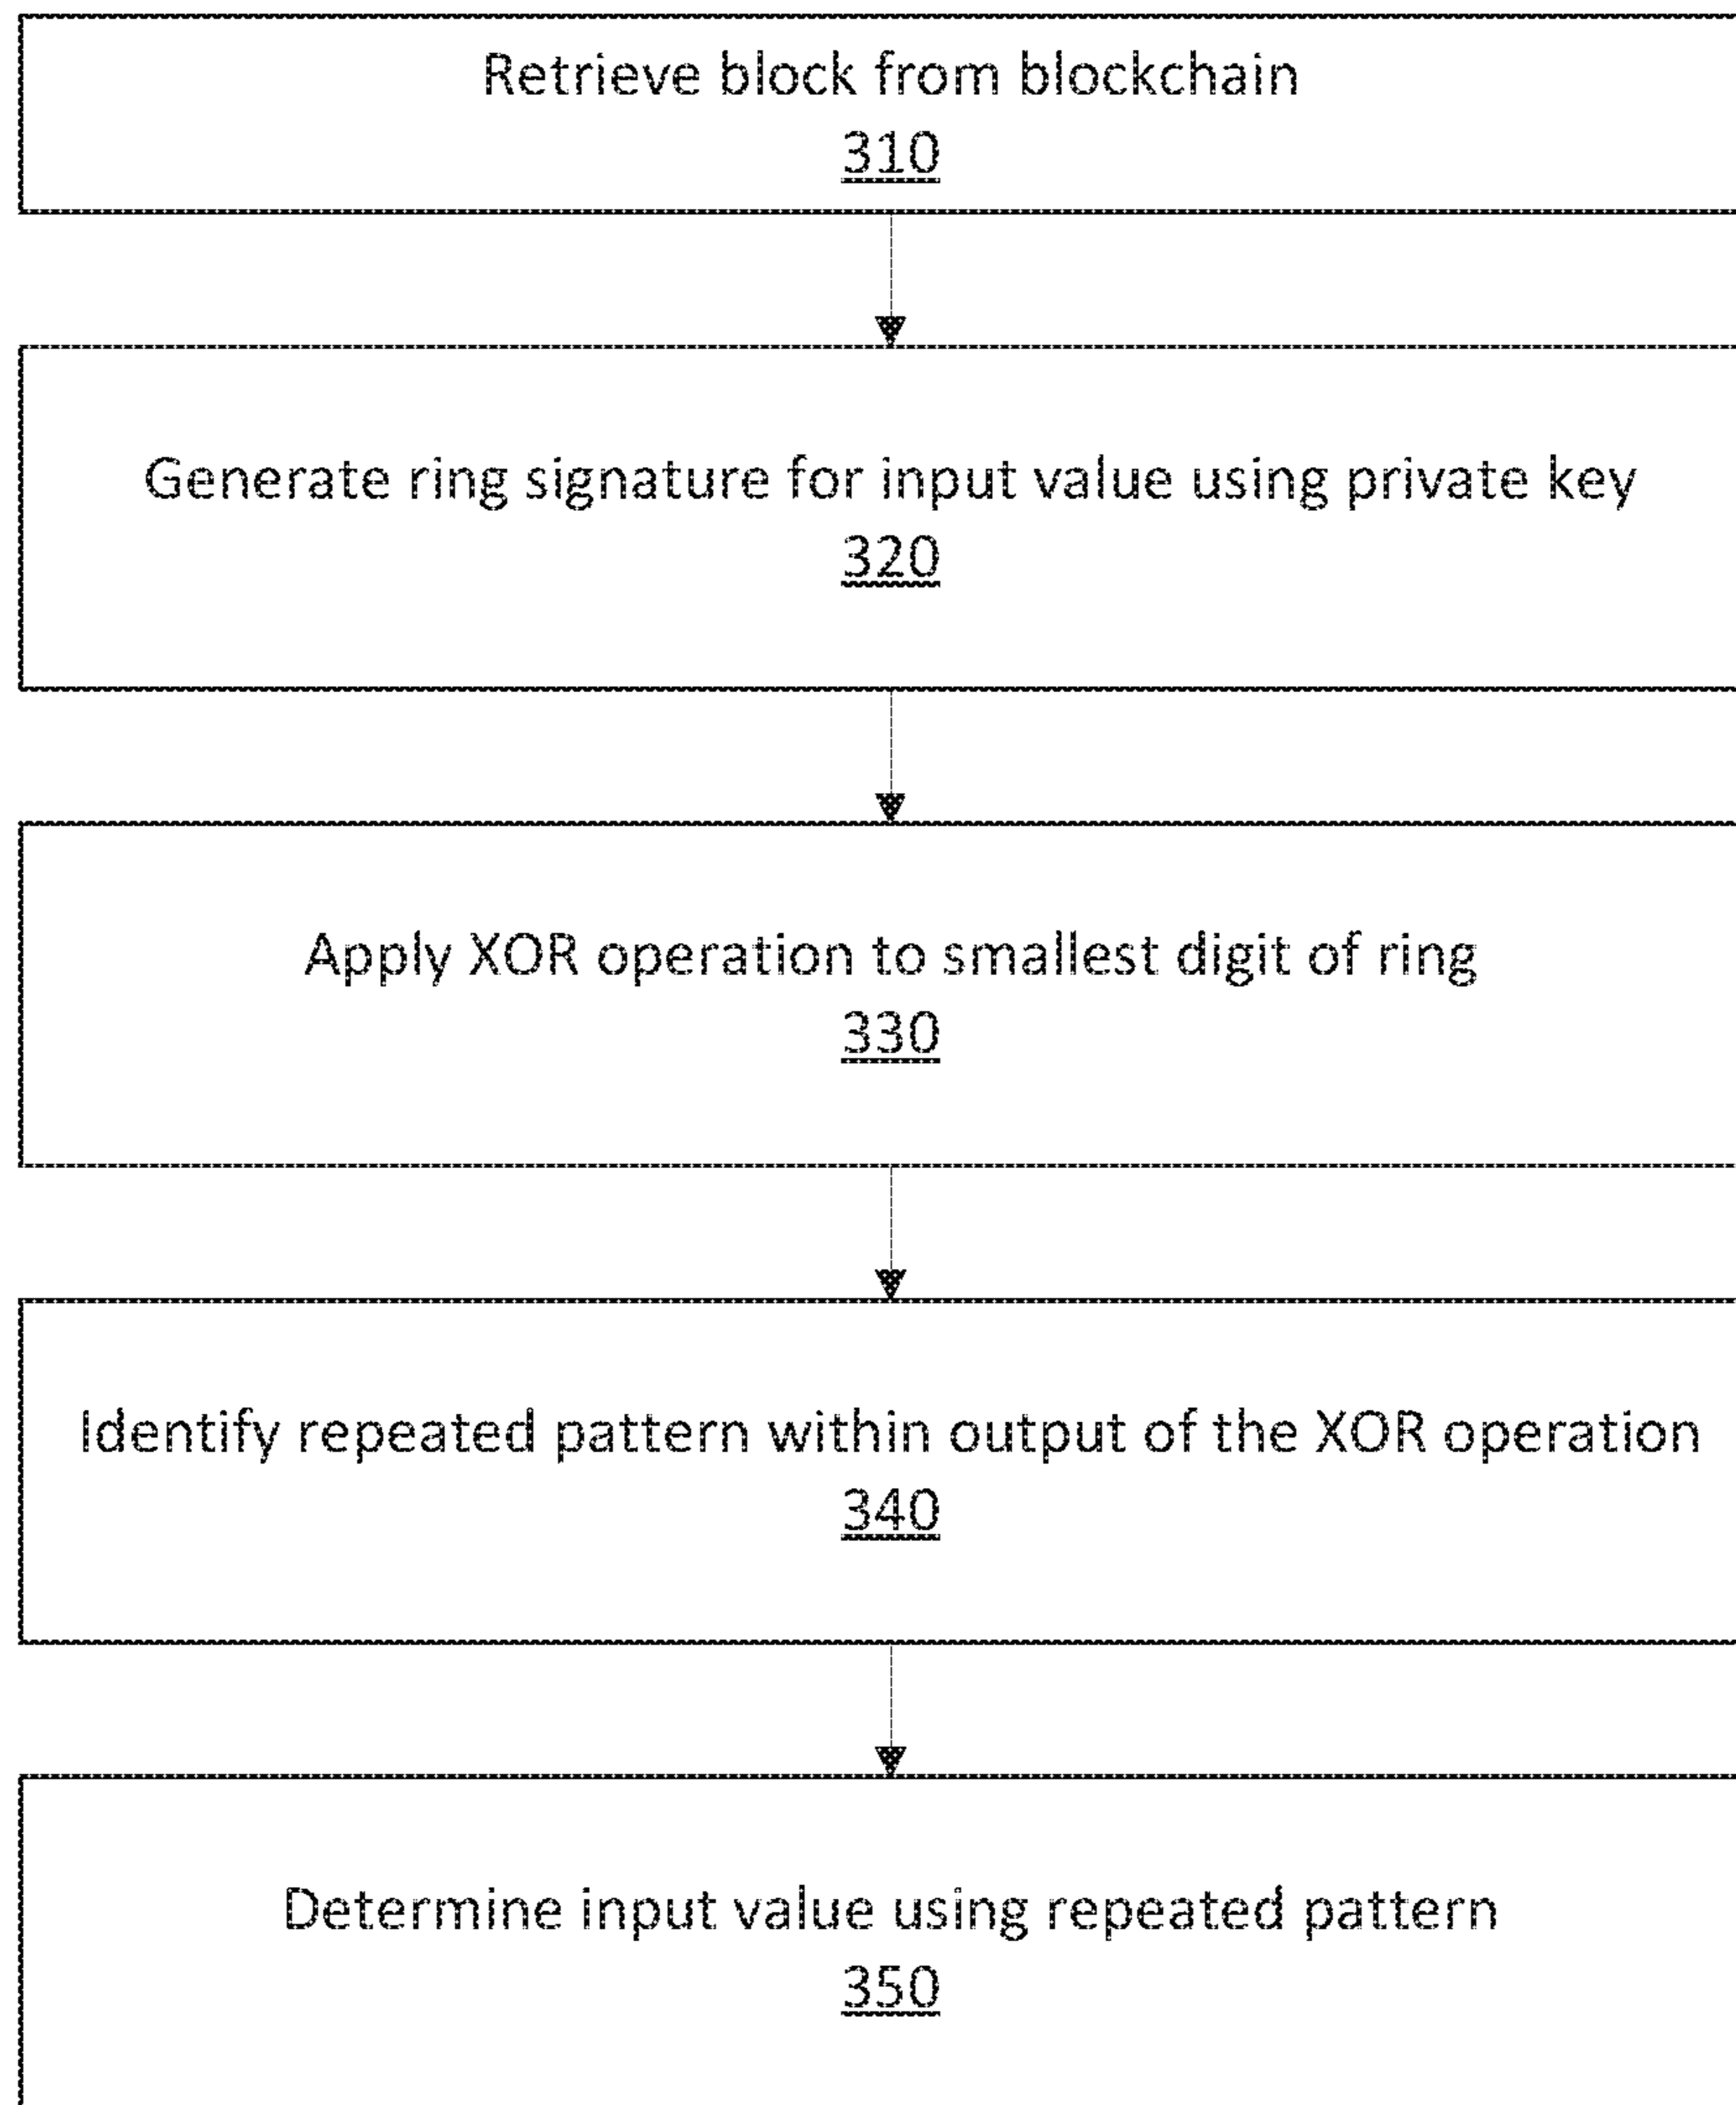 Retrieve block from blockchain
310
Generate ring signature for input value using private key
320
Apply XOR operation to smallest digit of ring
330
Identify repeated pattern within output of the XOR operation
340
Determine input value using repeated pattern
350